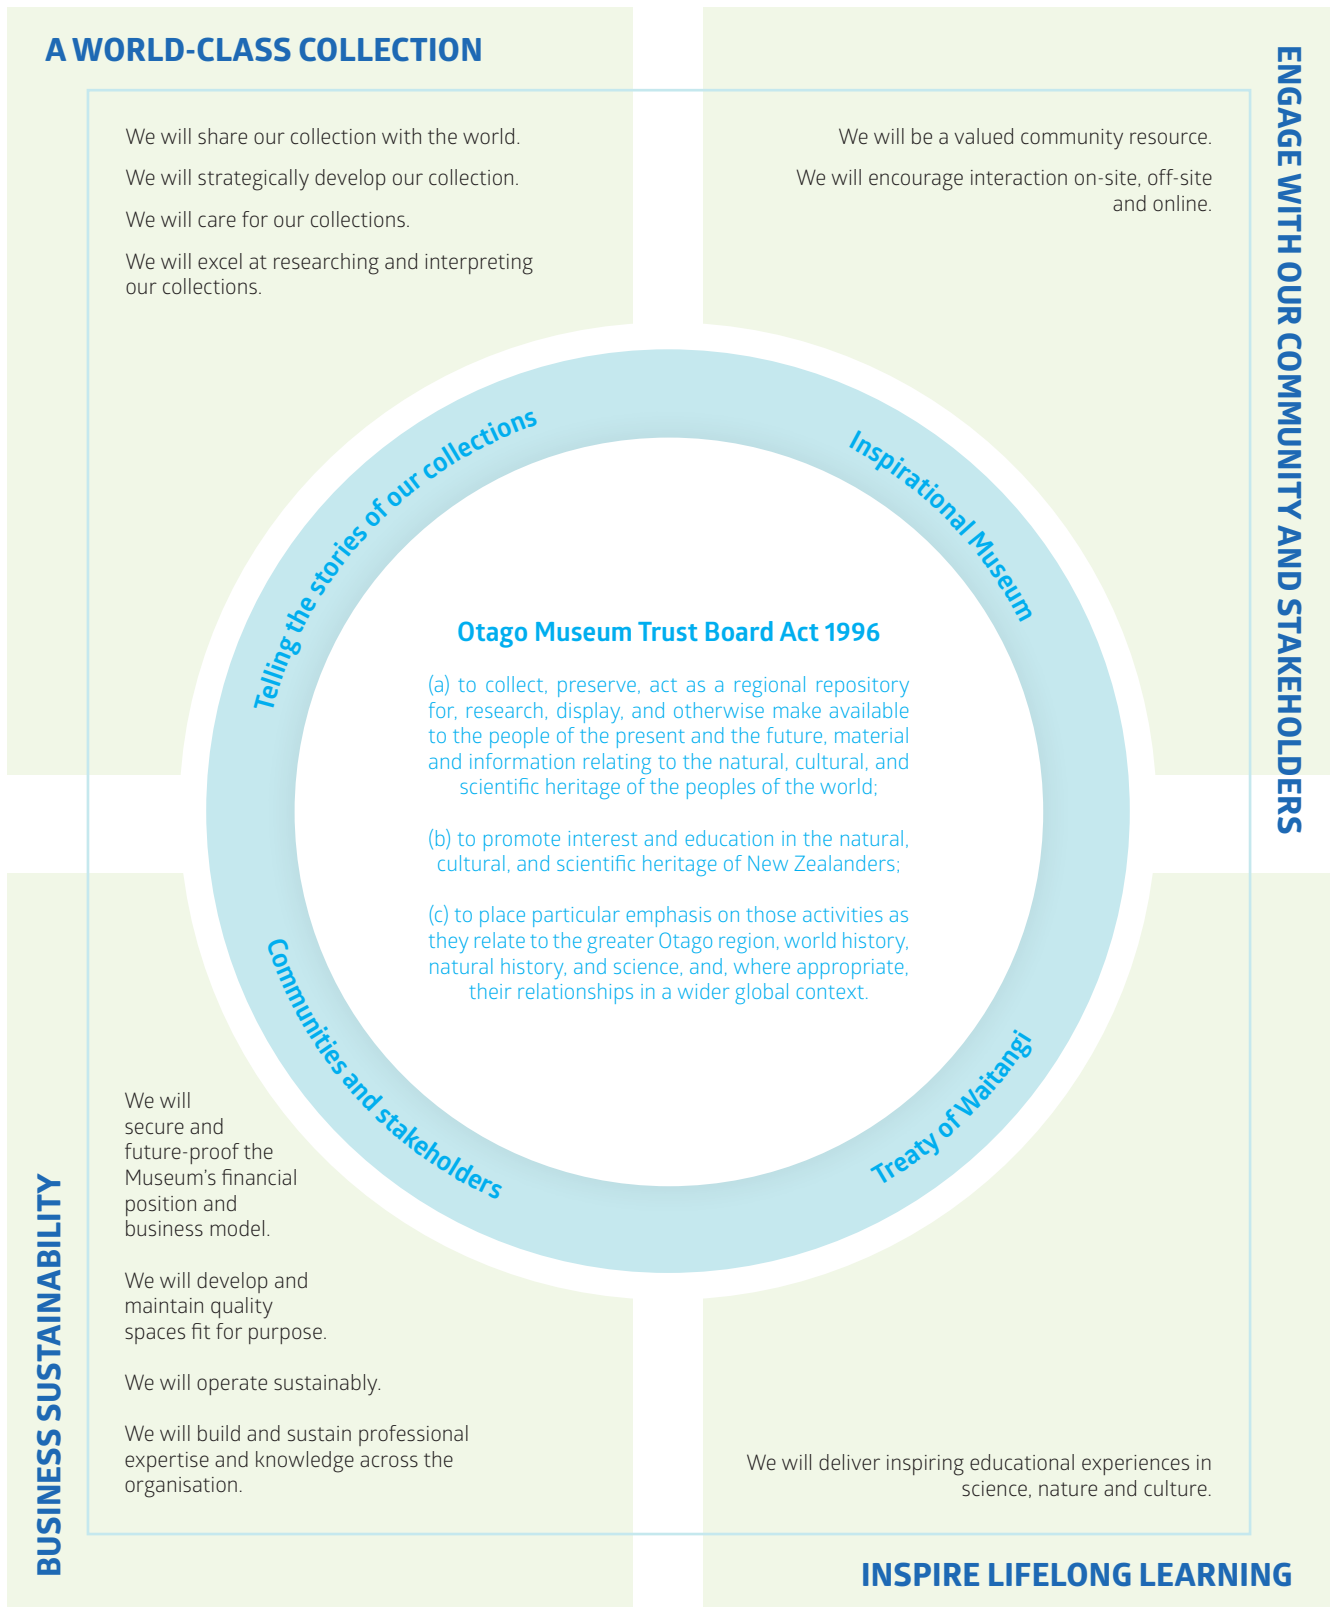 A WORLD-CLASS COLLECTION
We will share our collection with the world.
We will strategically develop our collection.
We will care for our collections.
We will excel at researching and interpreting
our collections.
ENGAGE WITH OUR COMMUNITY AND STAKEHOLDERS
We will be a valued community resource.
We will encourage interaction on-site, off-site
and online.
Telling the stories of our collections
Inspirational Museum
Otago Museum Trust Board Act 1996
(a) to collect, preserve, act as a regional repository
for, research, display, and otherwise make available
to the people of the present and the future, material
and information relating to the natural, cultural, and
scientific heritage of the peoples of the world;
(b) to promote interest and education in the natural,
cultural, and scientific heritage of New Zealanders;
(c) to place particular emphasis on those activities as
they relate to the greater Otago region, world history,
natural history, and science, and, where appropriate,
their relationships in a wider global context.
Communities and stakeholders
Treaty of Waitangi
BUSINESS SUSTAINABILITY
We will
secure and
future-proof the
Museum's financial
position and
business model.
We will develop and
maintain quality
spaces fit for purpose.
We will operate sustainably.
We will build and sustain professional
expertise and knowledge across the
organisation.
We will deliver inspiring educational experiences in
science, nature and culture.
INSPIRE LIFELONG LEARNING